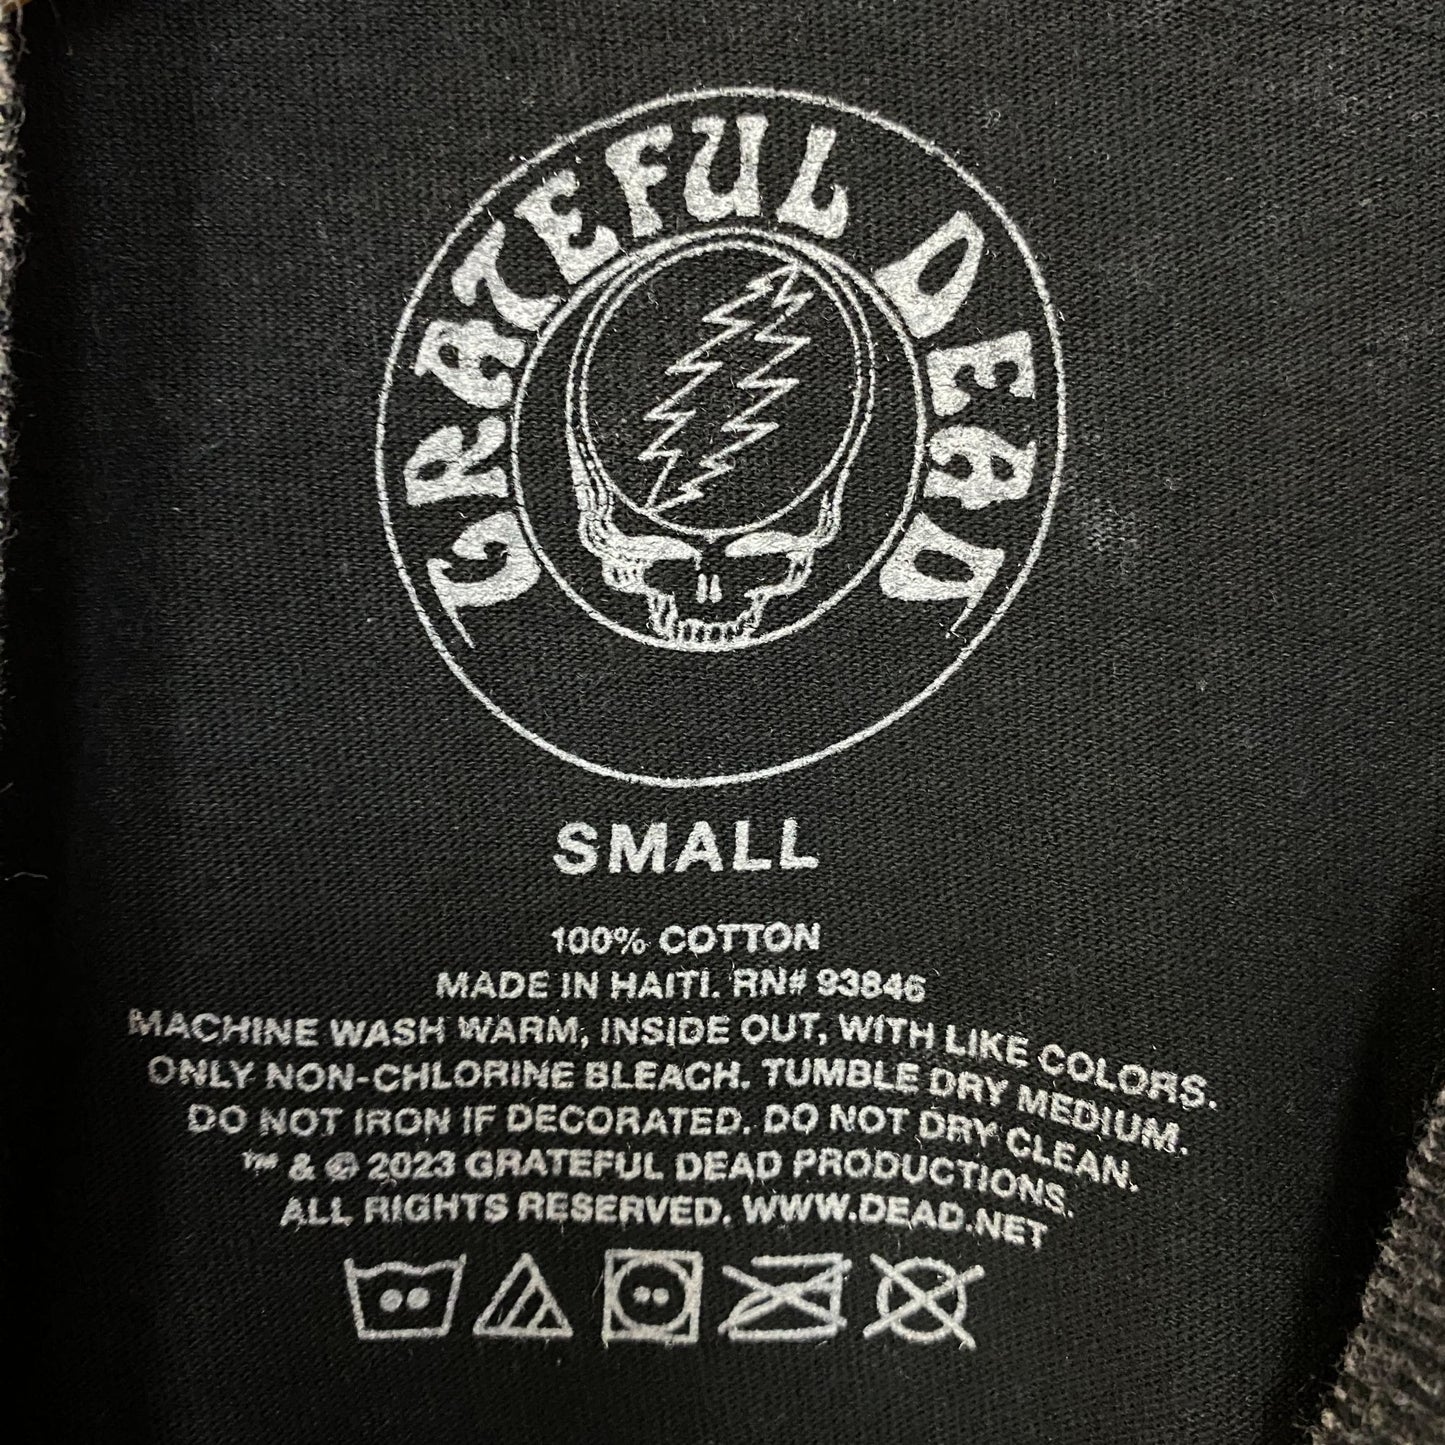 GRATEFUL DEAD
SMALL
100% COTTON
MADE IN HAITI. RN# 93846
MACHINE WASH WARM, INSIDE OUT, WITH LIKE COLORS.
ONLY NON-CHLORINE BLEACH. TUMBLE DRY MEDIUM.
DO NOT IRON IF DECORATED. DO NOT DRY CLEAN.
™ & © 2023 GRATEFUL DEAD PRODUCTIONS.
ALL RIGHTS RESERVED. WWW.DEAD.NET